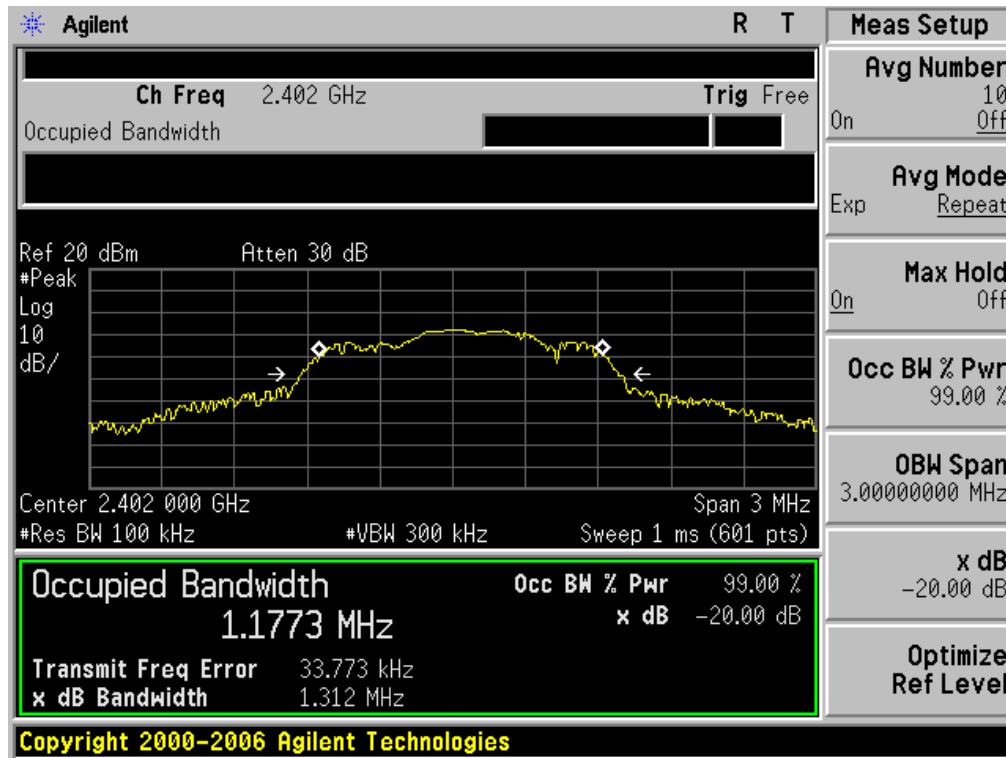 Agilent R T
Ch Freq 2.402 GHz Trig Free
Occupied Bandwidth
Ref 20 dBm Atten 30 dB
#Peak
Log
10
dB/
Center 2.402 000 GHz Span 3 MHz
#Res BW 100 kHz #VBW 300 kHz Sweep 1 ms (601 pts)
Occupied Bandwidth Occ BW % Pwr 99.00 %
1.1773 MHz x dB -20.00 dB
Transmit Freq Error 33.773 kHz
x dB Bandwidth 1.312 MHz
Copyright 2000-2006 Agilent Technologies
Meas Setup
Avg Number
10
On Off
Avg Mode
Exp Repeat
Max Hold
On Off
Occ BW % Pwr
99.00 %
OBW Span
3.00000000 MHz
x dB
-20.00 dB
Optimize
Ref Level